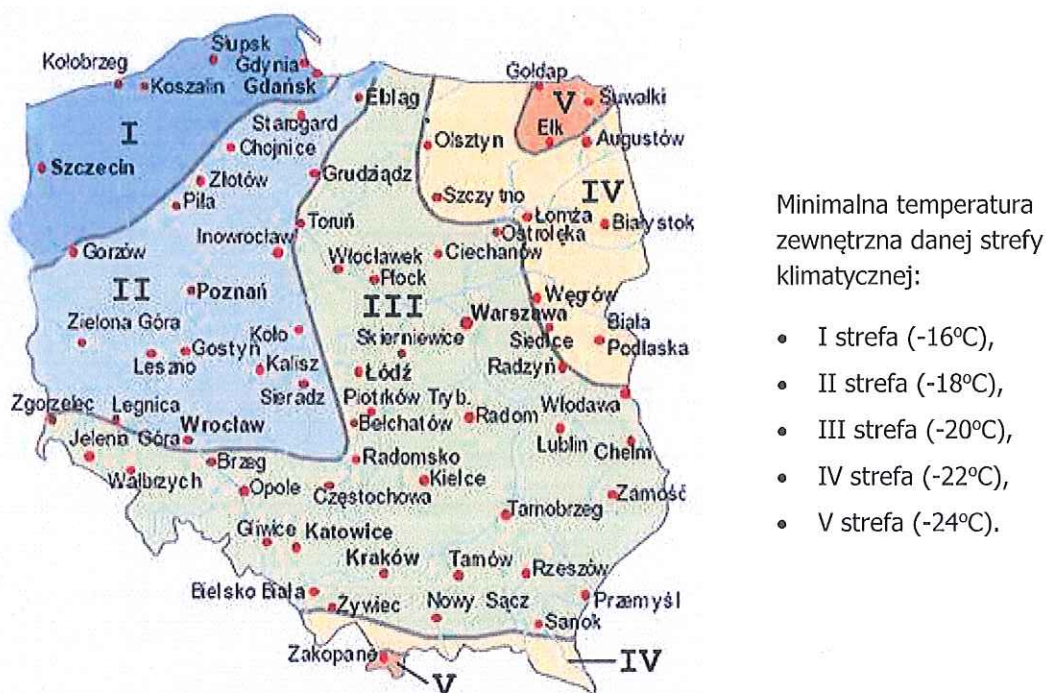 Słupsk
Kołobrzeg
Gdynia
Koszalin
Gdańsk
Gołdap
V
Suwałki
Elbląg
I
Starogard
Ełk
Olsztyn
Augustów
Chojnice
Szczecin
Grudziądz
Złotów
Szczytno
IV
Piła
Łomża
Toruń
Białystok
Ostrołęka
Gorzów
Inowrocław
Ciechanów
Włocławek
Płock
II
Poznań
III
Węgrów
Warszawa
Zielona Góra
Koło
Skierniewice
Siedlce
Biała
Podlaska
Gostyń
Leszno
Kalisz
Łódź
Radzyń
Sieradz
Zgorzelec
Legnica
Piotrków Tryb.
Włodawa
Wrocław
Bełchatów
Radom
Jelenia Góra
Lublin
Chełm
Brzeg
Radomsko
Wałbrzych
Kielce
Opole
Częstochowa
Zamość
Tarnobrzeg
Gliwice
Katowice
Kraków
Tarnów
Rzeszów
Bielsko Biała
Przemyśl
Żywiec
Nowy Sącz
Sanok
Zakopane
IV
V
Minimalna temperatura
zewnętrzna danej strefy
klimatycznej:
• I strefa (-16°C),
• II strefa (-18°C),
• III strefa (-20°C),
• IV strefa (-22°C),
• V strefa (-24°C).